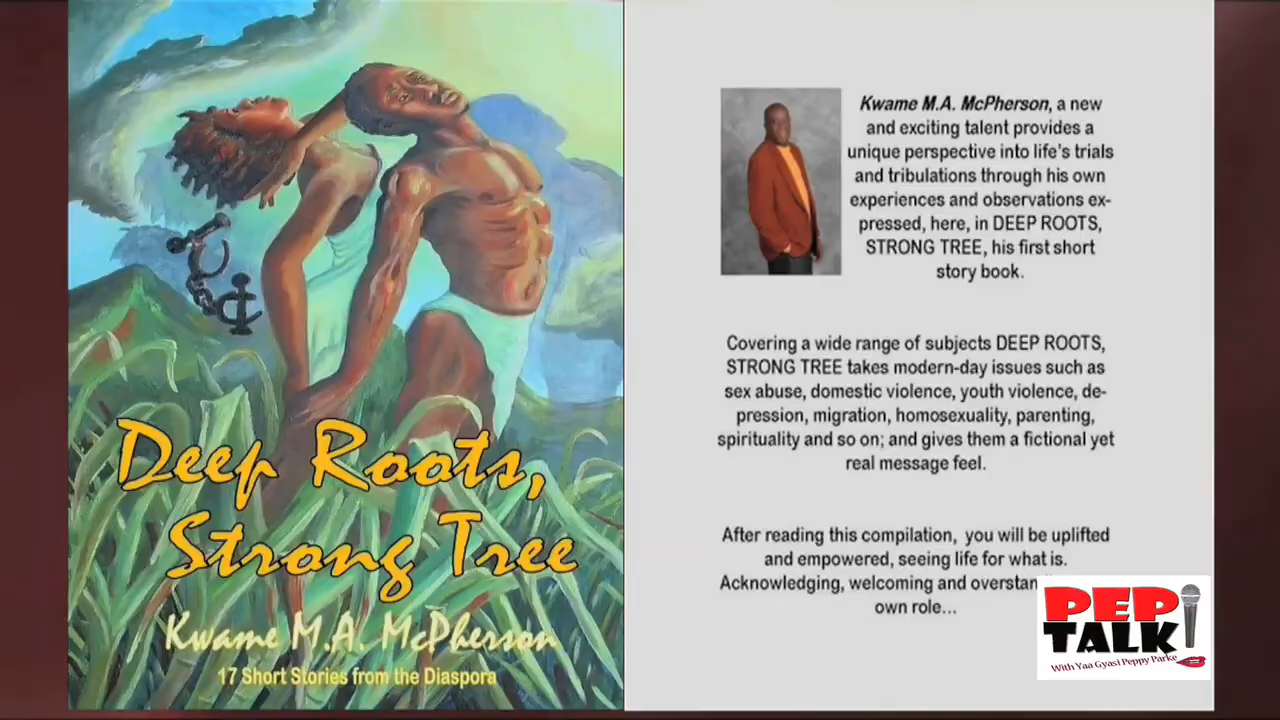 Deep Roots,
Strong Tree
Kwame M.A. McPherson
17 Short Stories from the Diaspora
Kwame M.A. McPherson, a new
and exciting talent provides a
unique perspective into life's trials
and tribulations through his own
experiences and observations ex-
pressed, here, in DEEP ROOTS,
STRONG TREE, his first short
story book.
Covering a wide range of subjects DEEP ROOTS,
STRONG TREE takes modern-day issues such as
sex abuse, domestic violence, youth violence, de-
pression, migration, homosexuality, parenting,
spirituality and so on; and gives them a fictional yet
real message feel.
After reading this compilation, you will be uplifted
and empowered, seeing life for what is.
Acknowledging, welcoming and
own role...
PEP
TALK
With Yaa Gyasi Peppy Parke